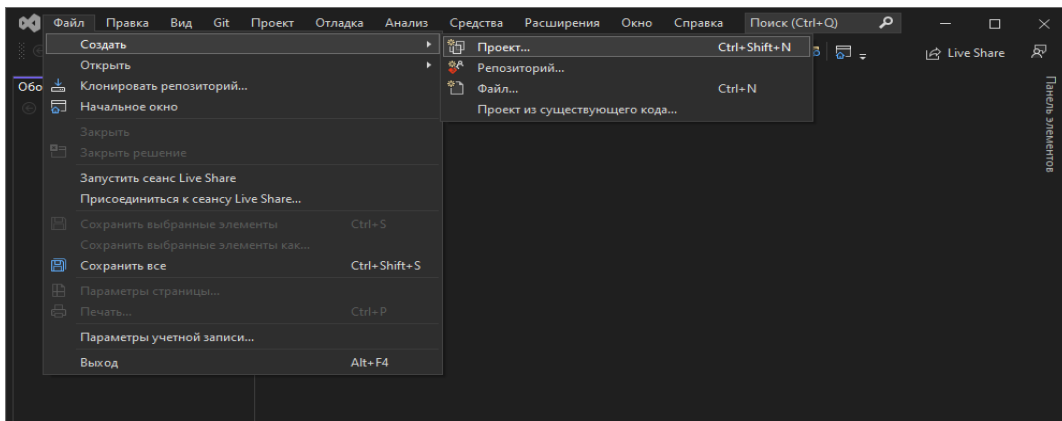 Файл Правка Вид Git Проект Отладка Анализ Средства Расширения Окно Справка Поиск (Ctrl+Q)
Создать
Проект... Ctrl+Shift+N
Live Share
Открыть
Репозиторий...
Обо
Клонировать репозиторий...
Файл... Ctrl+N
Начальное окно
Проект из существующего кода...
Панель элементов
Закрыть
Закрыть решение
Запустить сеанс Live Share
Присоединиться к сеансу Live Share...
Сохранить выбранные элементы Ctrl+S
Сохранить выбранные элементы как...
Сохранить все Ctrl+Shift+S
Параметры страницы...
Печать... Ctrl+P
Параметры учетной записи...
Выход Alt+F4